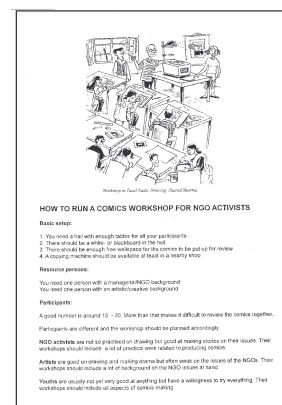 Workshop in Tamil Nadu. Drawing: Sharad Sharma
HOW TO RUN A COMICS WORKSHOP FOR NGO ACTIVISTS
Basic setup:
1. You need a hall with enough tables for all your participants
2. There should be a white- or blackboard in the hall
3. There should be enough free wallspace for the comics to be put up for review
4. A copying machine should be available at least in a nearby shop
Resource persons:
You need one person with a managerial/NGO background
You need one person with an artistic/creative background
Participants:
A good number is around 15 - 20. More than that makes it difficult to review the comics together.
Participants are different and the workshop should be planned accordingly.
NGO activists are not so practised on drawing but good at making stories on their issues. Their
workshops should include a lot of practical work related to producing comics.
Artists are good on drawing and making drama but often weak on the issues of the NGOs. Their
workshops should include a lot of background on the NGO issues at hand.
Youths are usually not yet very good at anything but have a willingness to try everything. Their
workshops should include all aspects of comics making